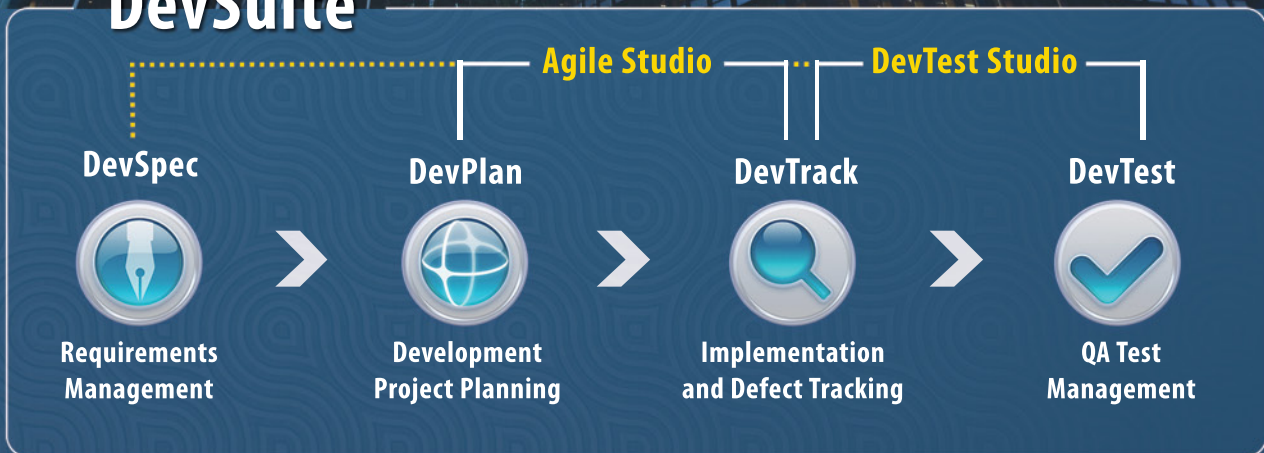 DevSuite
Agile Studio
DevTest Studio
DevSpec
DevPlan
DevTrack
DevTest
Requirements
Management
Development
Project Planning
Implementation
and Defect Tracking
QA Test
Management